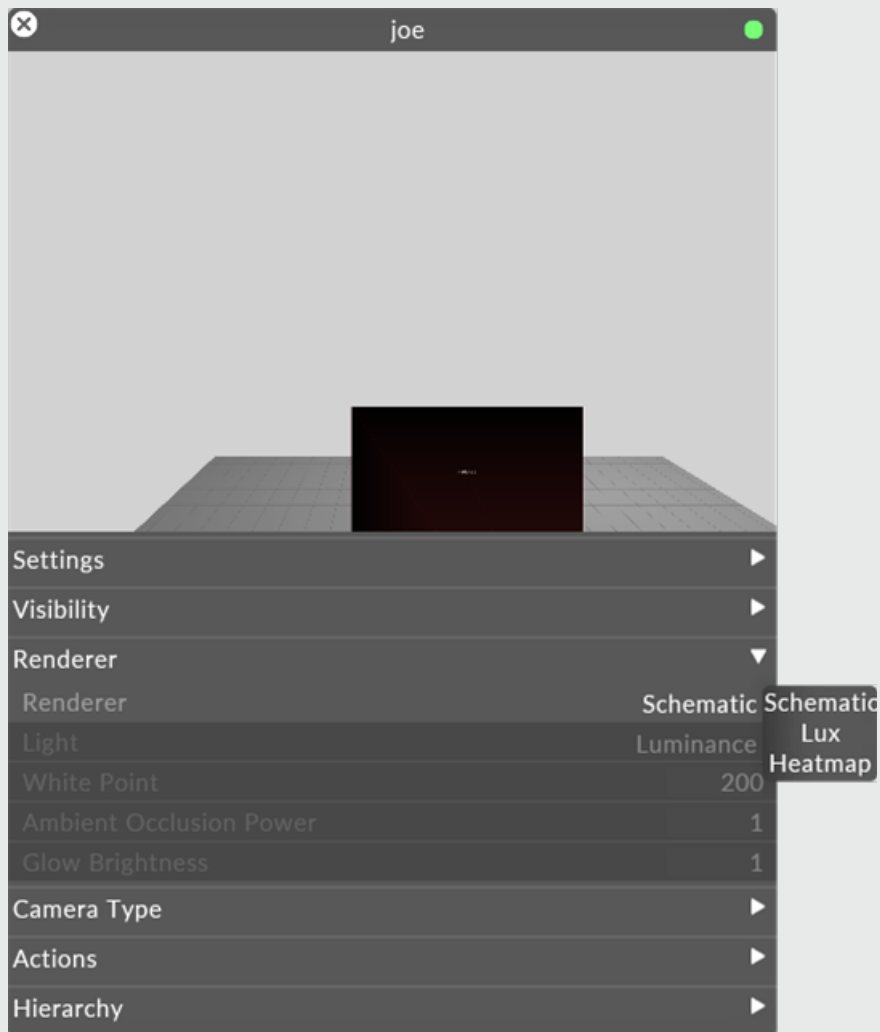 joe
Settings
Visibility
Renderer
Renderer Schematic
Light Luminance
White Point 200
Ambient Occlusion Power 1
Glow Brightness 1
Schematic
Lux
Heatmap
Camera Type
Actions
Hierarchy